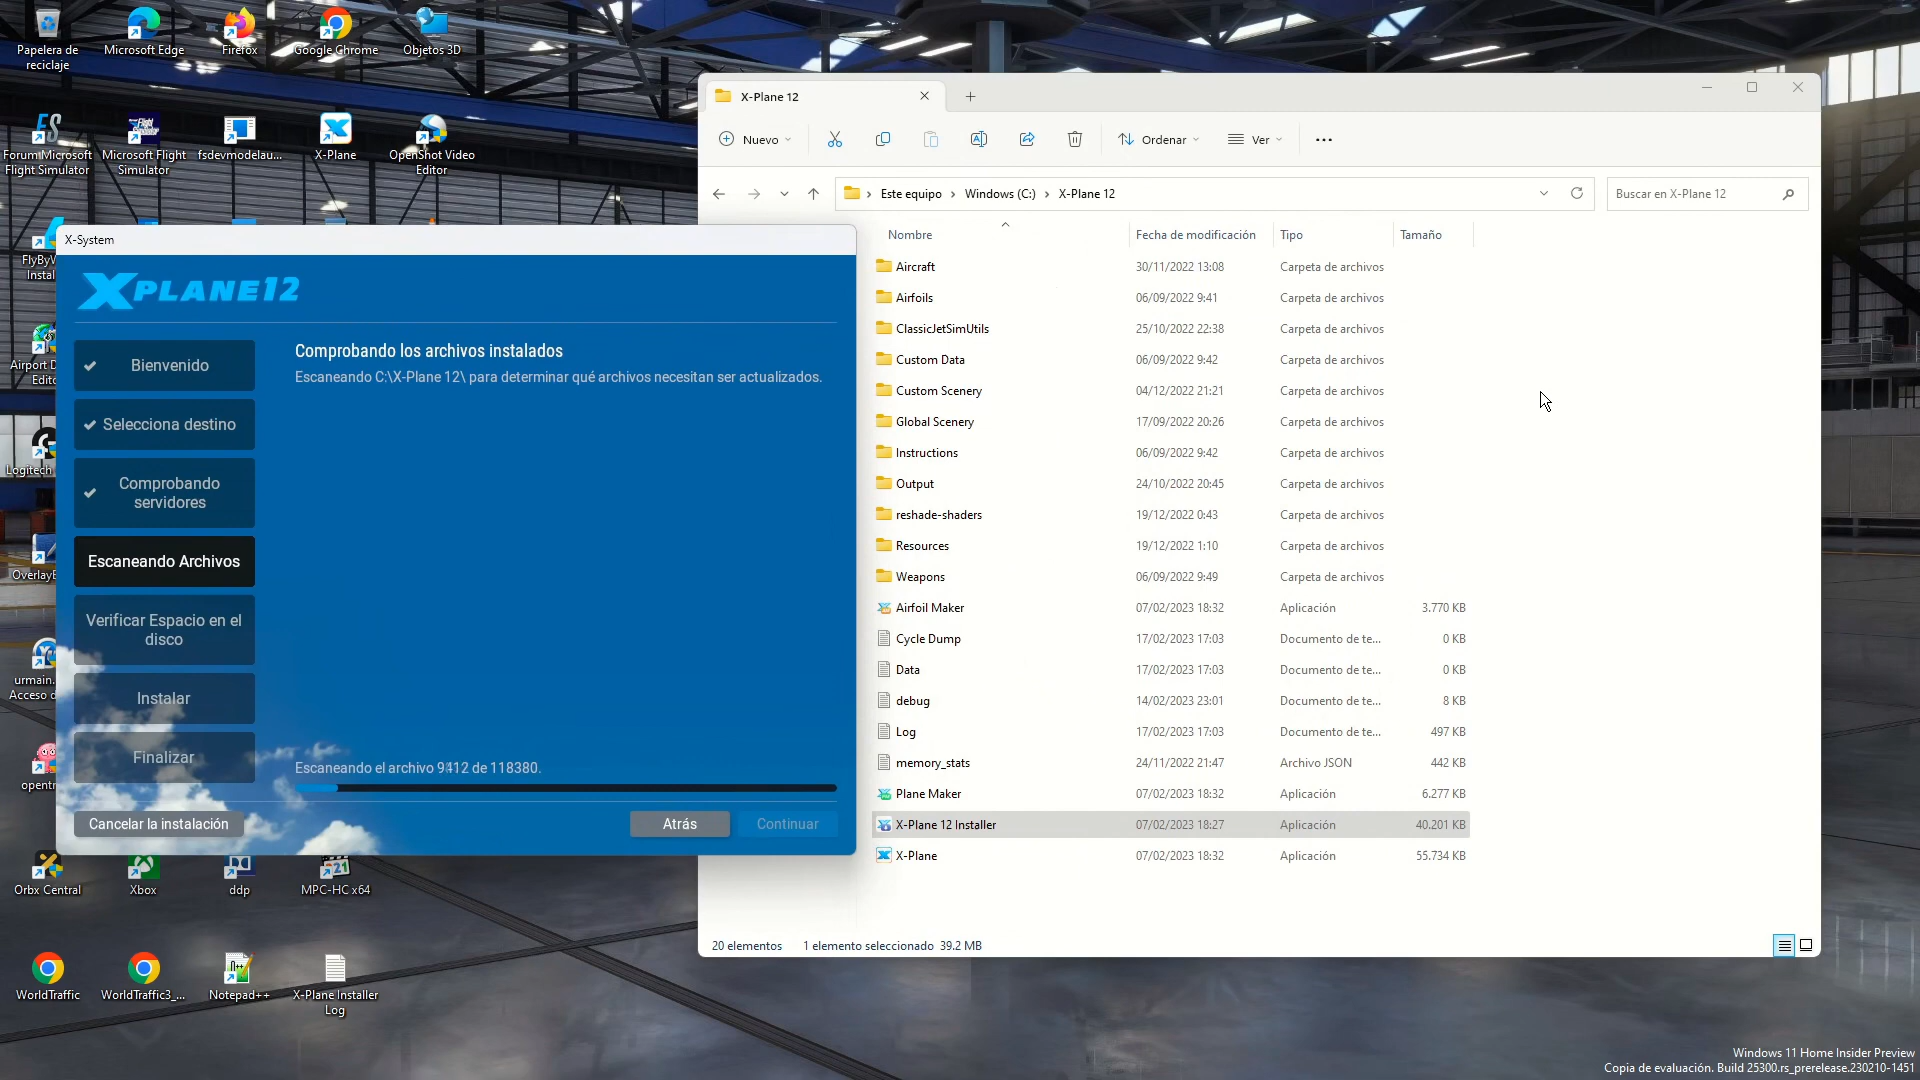 Papelera de
reciclaje
Microsoft Edge
Firefox
Google Chrome
Objetos 3D
Forum Microsoft
Flight Simulator
Microsoft Flight
Simulator
fsdevmodelau...
X-Plane
OpenShot Video
Editor
FlyByW
Instal
Airport D
Edito
Logitech
OverlayE
urmain.
Acceso d
opentr
Orbx Central
Xbox
ddp
MPC-HC x64
WorldTraffic
WorldTraffic3_...
Notepad++
X-Plane Installer
Log
X-System
XPLANE12
Bienvenido
Selecciona destino
Comprobando
servidores
Escaneando Archivos
Verificar Espacio en el
disco
Instalar
Finalizar
Comprobando los archivos instalados
Escaneando C:\X-Plane 12\ para determinar qué archivos necesitan ser actualizados.
Escaneando el archivo 9412 de 118380.
Cancelar la instalación
Atrás
Continuar
X-Plane 12
Nuevo
Ordenar
Ver
Este equipo > Windows (C:) > X-Plane 12
Buscar en X-Plane 12
Nombre Fecha de modificación Tipo Tamaño
Aircraft 30/11/2022 13:08 Carpeta de archivos
Airfoils 06/09/2022 9:41 Carpeta de archivos
ClassicJetSimUtils 25/10/2022 22:38 Carpeta de archivos
Custom Data 06/09/2022 9:42 Carpeta de archivos
Custom Scenery 04/12/2022 21:21 Carpeta de archivos
Global Scenery 17/09/2022 20:26 Carpeta de archivos
Instructions 06/09/2022 9:42 Carpeta de archivos
Output 24/10/2022 20:45 Carpeta de archivos
reshade-shaders 19/12/2022 0:43 Carpeta de archivos
Resources 19/12/2022 1:10 Carpeta de archivos
Weapons 06/09/2022 9:49 Carpeta de archivos
Airfoil Maker 07/02/2023 18:32 Aplicación 3.770 KB
Cycle Dump 17/02/2023 17:03 Documento de te... 0 KB
Data 17/02/2023 17:03 Documento de te... 0 KB
debug 14/02/2023 23:01 Documento de te... 8 KB
Log 17/02/2023 17:03 Documento de te... 497 KB
memory_stats 24/11/2022 21:47 Archivo JSON 442 KB
Plane Maker 07/02/2023 18:32 Aplicación 6.277 KB
X-Plane 12 Installer 07/02/2023 18:27 Aplicación 40.201 KB
X-Plane 07/02/2023 18:32 Aplicación 55.734 KB
20 elementos 1 elemento seleccionado 39.2 MB
Windows 11 Home Insider Preview
Copia de evaluación. Build 25300.rs_prerelease.230210-1451